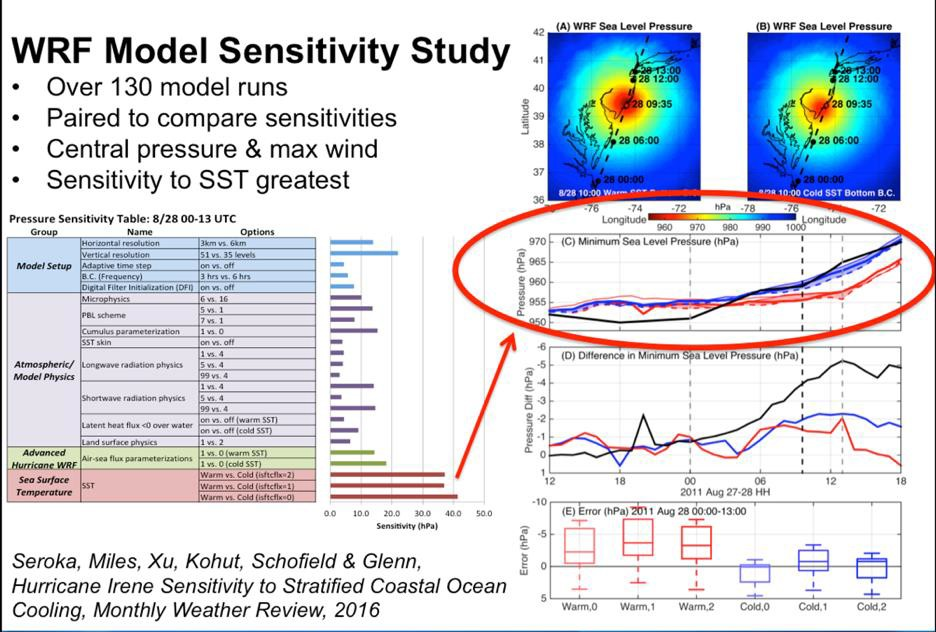 WRF Model Sensitivity Study
• Over 130 model runs
• Paired to compare sensitivities
• Central pressure & max wind
• Sensitivity to SST greatest
Pressure Sensitivity Table: 8/28 00-13 UTC
Group Name Options
Model Setup
Horizontal resolution 3km vs. 6km
Vertical resolution 51 vs. 35 levels
Adaptive time step on vs. off
B.C. (Frequency) 3 hrs vs. 6 hrs
Digital Filter Initialization (DFI) on vs. off
Atmospheric/
Model Physics
Microphysics 6 vs. 16
PBL scheme 5 vs. 1
7 vs. 1
Cumulus parameterization 1 vs. 0
SST skin on vs. off
Longwave radiation physics 1 vs. 4
5 vs. 4
99 vs. 4
Shortwave radiation physics 1 vs. 4
5 vs. 4
99 vs. 4
Latent heat flux <0 over water on vs. off (warm SST)
on vs. off (cold SST)
Land surface physics 1 vs. 2
Advanced
Hurricane WRF
Air-sea flux parameterizations 1 vs. 0 (warm SST)
1 vs. 0 (cold SST)
Sea Surface
Temperature
SST Warm vs. Cold (isftcflx=2)
Warm vs. Cold (isftcflx=1)
Warm vs. Cold (isftcflx=0)
0.0 10.0 20.0 30.0 40.0 50.0
Sensitivity (hPa)
Seroka, Miles, Xu, Kohut, Schofield & Glenn,
Hurricane Irene Sensitivity to Stratified Coastal Ocean
Cooling, Monthly Weather Review, 2016
(A) WRF Sea Level Pressure
42
41
40
39
38
37
36
Latitude
28 13:00
28 12:00
28 09:35
28 06:00
28 00:00
8/28 10:00 Warm SST Bottom B.C.
-76 -74 -72
Longitude
(B) WRF Sea Level Pressure
28 13:00
28 12:00
28 09:35
28 06:00
28 00:00
8/28 10:00 Cold SST Bottom B.C.
-78 -76 -74 -72
Longitude
hPa
960 970 980 990 1000
(C) Minimum Sea Level Pressure (hPa)
Pressure (hPa)
970
965
960
955
950
12 18 00 06 12 18
(D) Difference in Minimum Sea Level Pressure (hPa)
Pressure Diff (hPa)
-6
-5
-4
-3
-2
-1
0
1
12 18 00 06 12 18
2011 Aug 27-28 HH
(E) Error (hPa) 2011 Aug 28 00:00-13:00
Error (hPa)
-10
-5
0
5
Warm,0 Warm,1 Warm,2 Cold,0 Cold,1 Cold,2